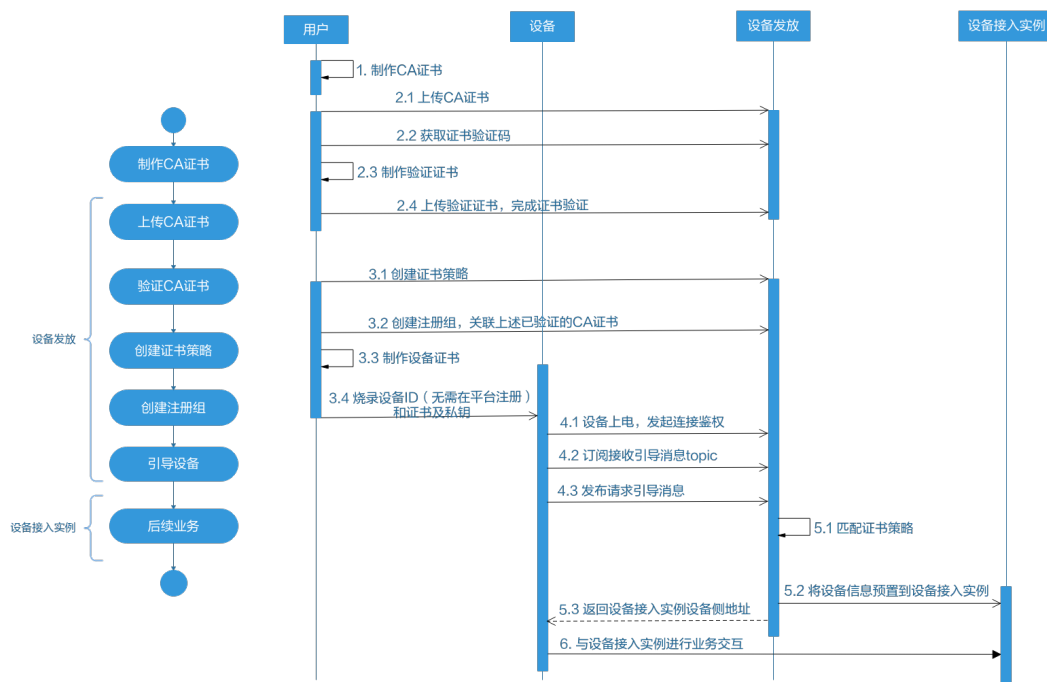 用户
设备
设备发放
设备接入实例
1. 制作CA证书
2.1 上传CA证书
2.2 获取证书验证码
2.3 制作验证证书
2.4 上传验证证书，完成证书验证
3.1 创建证书策略
3.2 创建注册组，关联上述已验证的CA证书
3.3 制作设备证书
3.4 烧录设备ID（无需在平台注册）
和证书及私钥
4.1 设备上电，发起连接鉴权
4.2 订阅接收引导消息topic
4.3 发布请求引导消息
5.1 匹配证书策略
5.2 将设备信息预置到设备接入实例
5.3 返回设备接入实例设备侧地址
6. 与设备接入实例进行业务交互
制作CA证书
上传CA证书
验证CA证书
设备发放
创建证书策略
创建注册组
引导设备
设备接入实例
后续业务